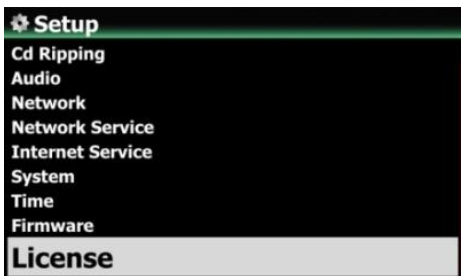 Setup
Cd Ripping
Audio
Network
Network Service
Internet Service
System
Time
Firmware
License